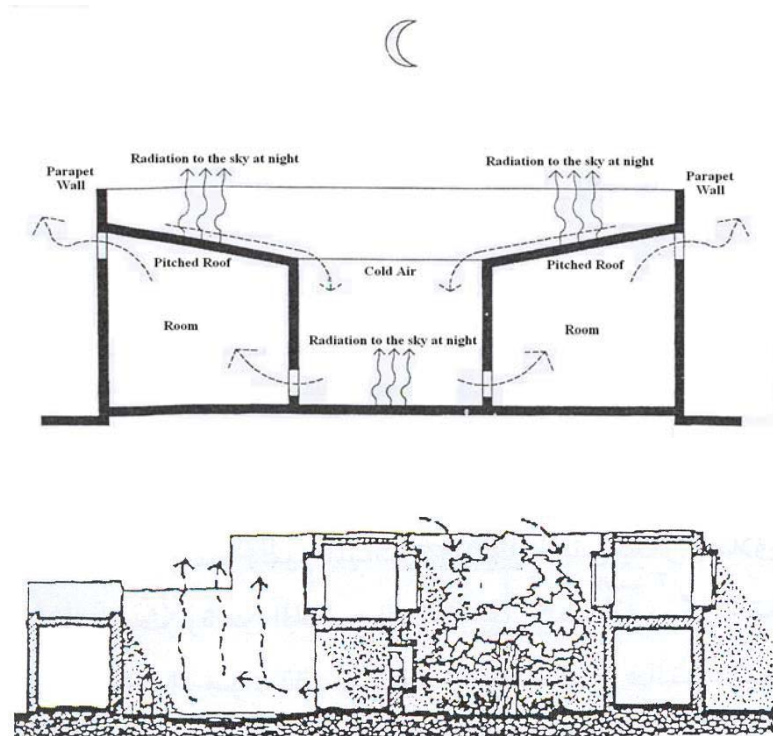 Radiation to the sky at night
Radiation to the sky at night
Parapet
Wall
Parapet
Wall
Pitched Roof
Cold Air
Pitched Roof
Room
Room
Radiation to the sky at night